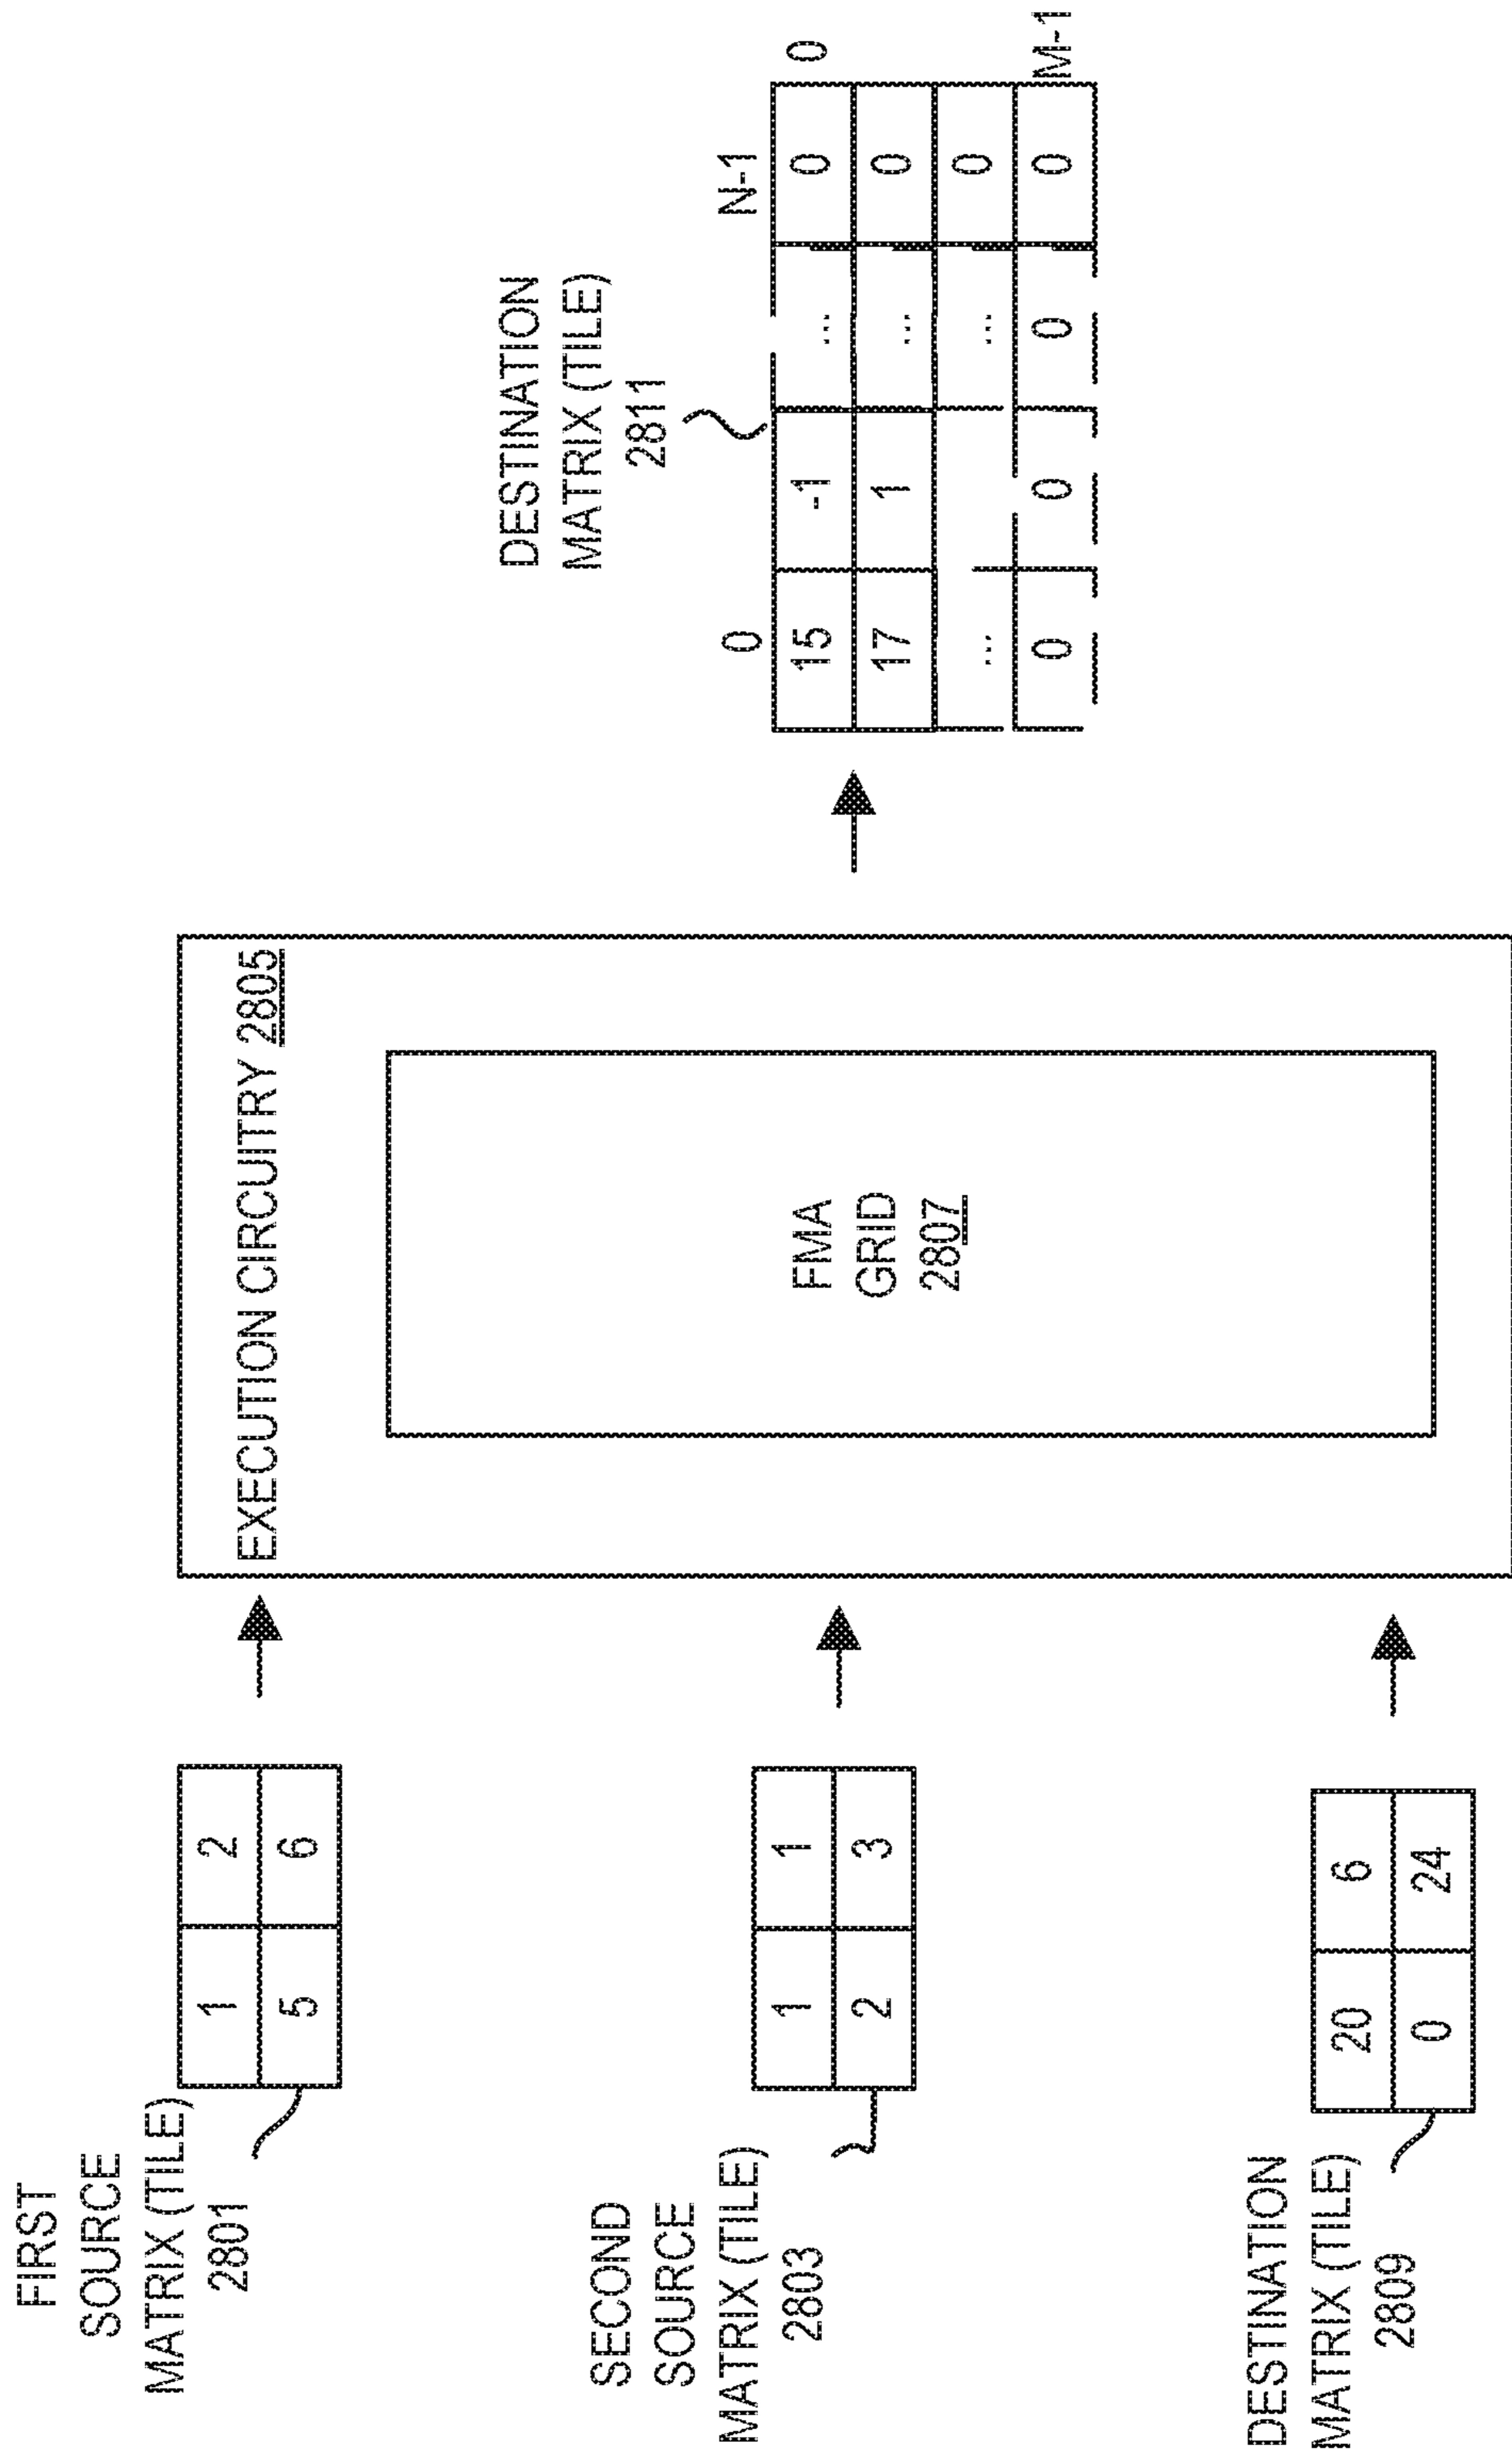 FIRST
SOURCE
MATRIX (TILE)
2801
1 2
5 6
SECOND
SOURCE
MATRIX (TILE)
2803
1 1
2 3
DESTINATION
MATRIX (TILE)
2809
20 6
0 24
EXECUTION CIRCUITRY 2805
FMA
GRID
2807
DESTINATION
MATRIX (TILE)
2811
0 N-1
15 -1 ... 0 0
17 1 ... 0
... ... 0
0 0 0 0 M-1